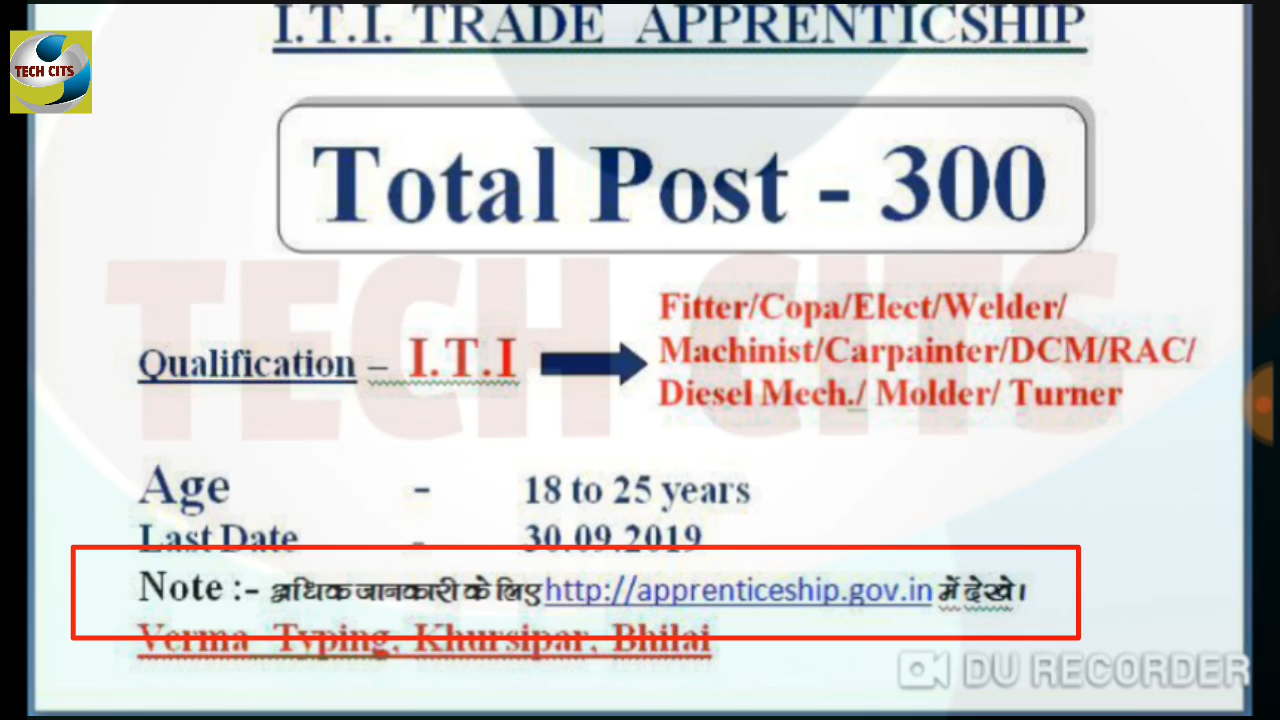 I.T.I. TRADE APPRENTICSHIP
TECH CITS
Total Post - 300
TECH CITS
Fitter/Copa/Elect/Welder/
Qualification – I.T.I Machinist/Carpainter/DCM/RAC/
Diesel Mech./ Molder/ Turner
Age - 18 to 25 years
Last Date - 30.09.2019
Note :- अधिक जानकारी के लिए http://apprenticeship.gov.in में देखे।
Verma Typing, Khursipar, Bhilai
DU RECORDER